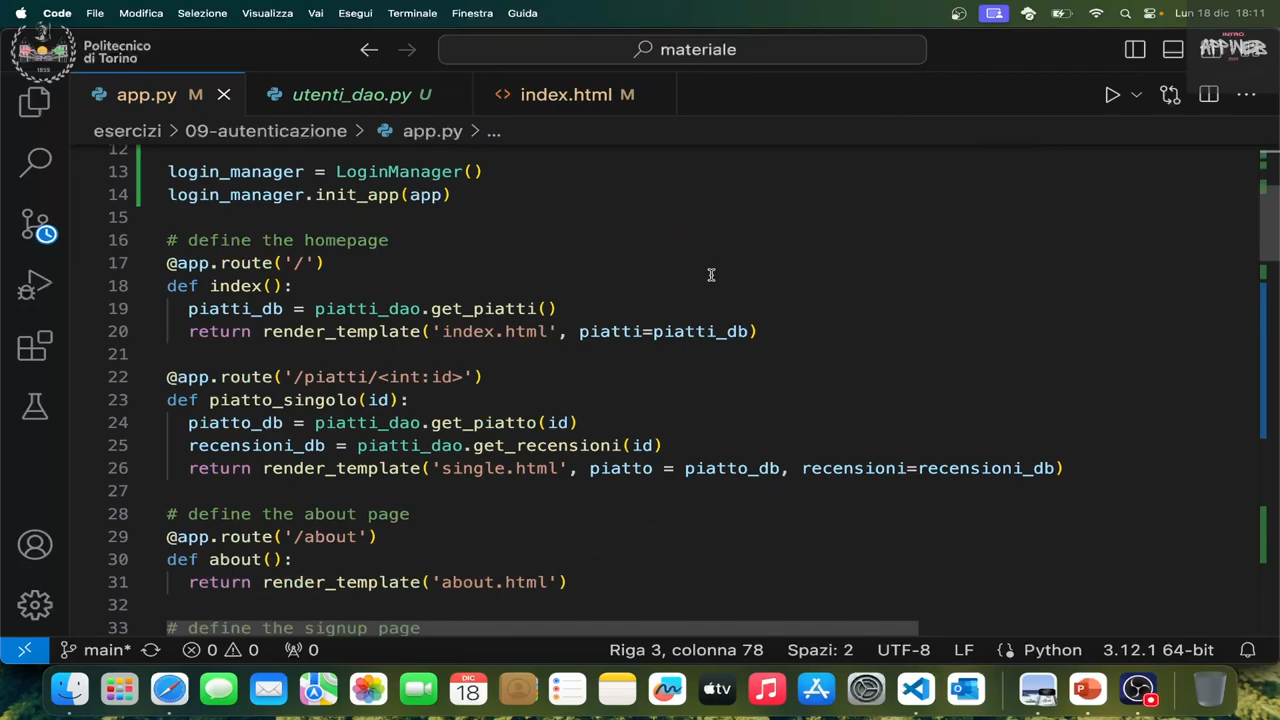 Code File Modifica Selezione Visualizza Vai Esegui Terminale Finestra Guida Lun 18 dic 18:11
Politecnico
di Torino
1859
materiale
INTRO
APPWEB
app.py M
utenti_dao.py U
index.html M
esercizi > 09-autenticazione > app.py > ...
12
13 login_manager = LoginManager()
14 login_manager.init_app(app)
15
16 # define the homepage
17 @app.route('/')
18 def index():
19 piatti_db = piatti_dao.get_piatti()
20 return render_template('index.html', piatti=piatti_db)
21
22 @app.route('/piatti/<int:id>')
23 def piatto_singolo(id):
24 piatto_db = piatti_dao.get_piatto(id)
25 recensioni_db = piatti_dao.get_recensioni(id)
26 return render_template('single.html', piatto = piatto_db, recensioni=recensioni_db)
27
28 # define the about page
29 @app.route('/about')
30 def about():
31 return render_template('about.html')
32
33 # define the signup page
main* 0 0 0 Riga 3, colonna 78 Spazi: 2 UTF-8 LF Python 3.12.1 64-bit
DIC
18
tv